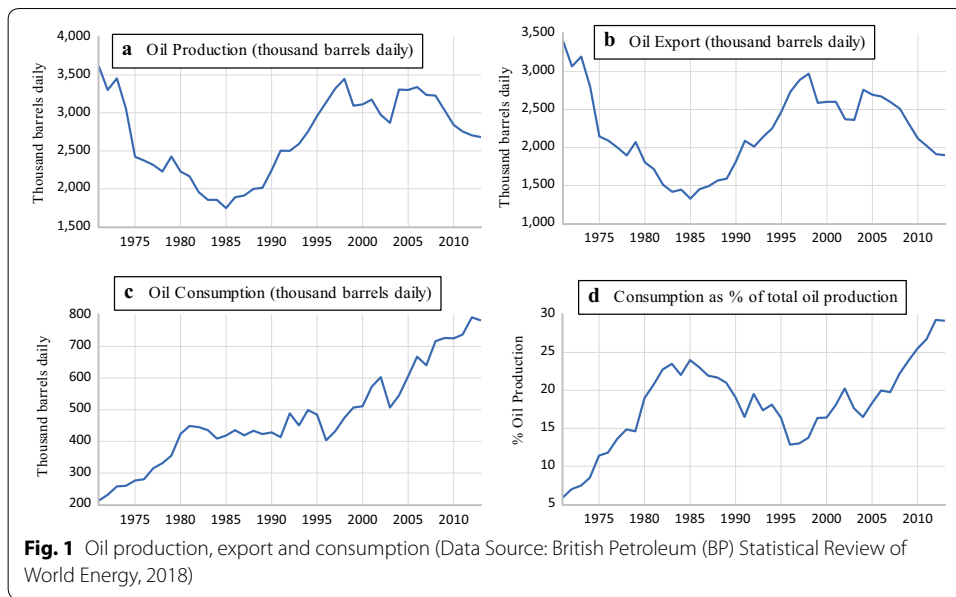 a Oil Production (thousand barrels daily)
Thousand barrels daily
4,000
3,500
3,000
2,500
2,000
1,500
1975 1980 1985 1990 1995 2000 2005 2010
b Oil Export (thousand barrels daily)
Thousand barrels daily
3,500
3,000
2,500
2,000
1,500
1,000
1975 1980 1985 1990 1995 2000 2005 2010
c Oil Consumption (thousand barrels daily)
Thousand barrels daily
800
700
600
500
400
300
200
1975 1980 1985 1990 1995 2000 2005 2010
d Consumption as % of total oil production
% Oil Production
30
25
20
15
10
5
1975 1980 1985 1990 1995 2000 2005 2010
Fig. 1 Oil production, export and consumption (Data Source: British Petroleum (BP) Statistical Review of
World Energy, 2018)